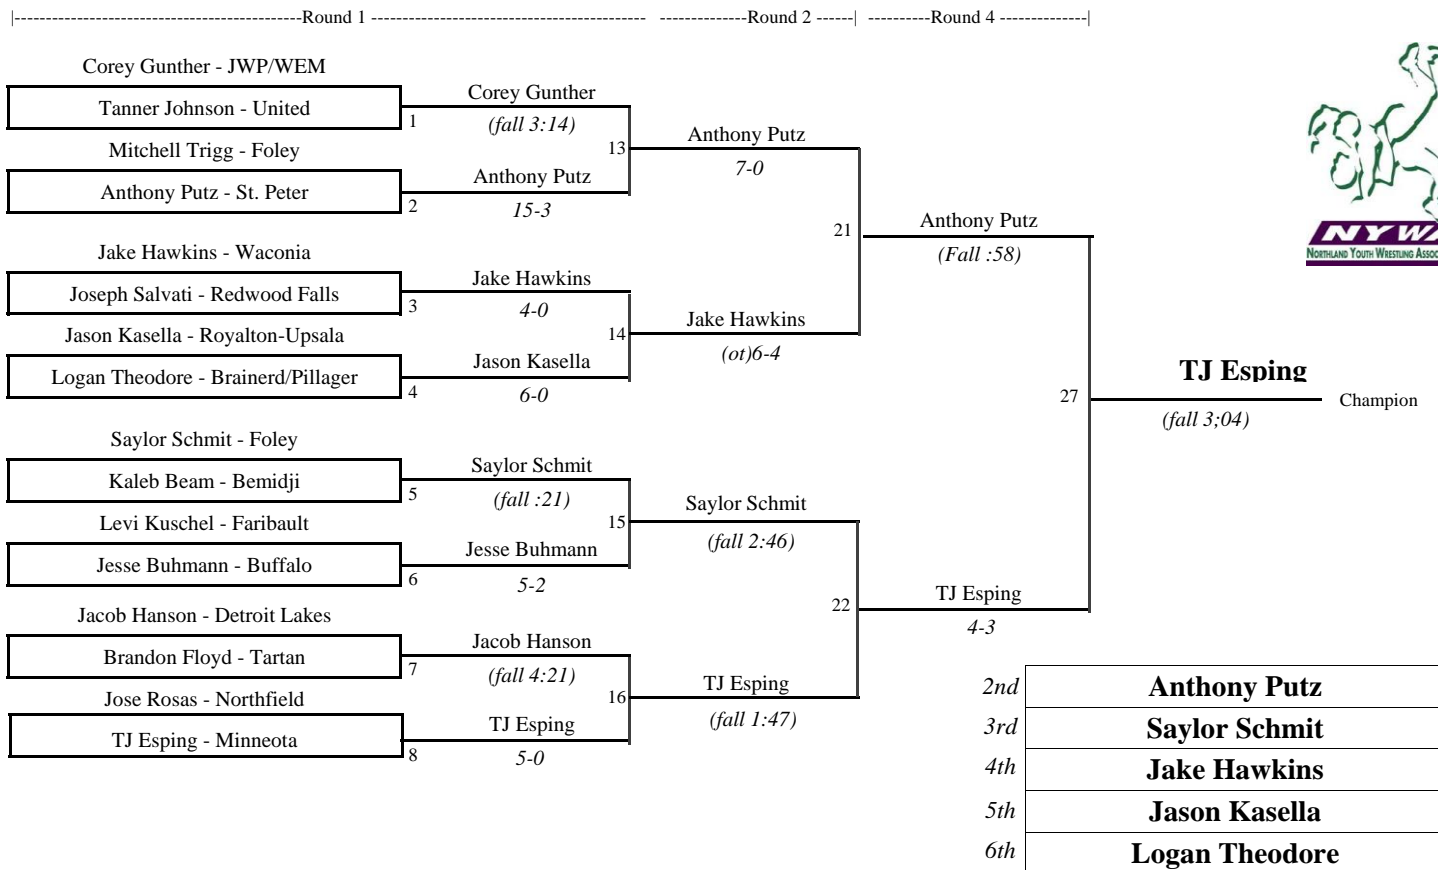 |-----------------------------------------------Round 1 --------------------------------------------- --------------Round 2 ------| ----------Round 4 --------------|
Corey Gunther - JWP/WEM
Tanner Johnson - United
1
Corey Gunther
(fall 3:14)
Mitchell Trigg - Foley
Anthony Putz - St. Peter
2
Anthony Putz
15-3
13
Anthony Putz
7-0
Jake Hawkins - Waconia
Joseph Salvati - Redwood Falls
3
Jake Hawkins
4-0
Jason Kasella - Royalton-Upsala
Logan Theodore - Brainerd/Pillager
4
Jason Kasella
6-0
14
Jake Hawkins
(ot)6-4
21
Anthony Putz
(Fall :58)
Saylor Schmit - Foley
Kaleb Beam - Bemidji
5
Saylor Schmit
(fall :21)
Levi Kuschel - Faribault
Jesse Buhmann - Buffalo
6
Jesse Buhmann
5-2
15
Saylor Schmit
(fall 2:46)
Jacob Hanson - Detroit Lakes
Brandon Floyd - Tartan
7
Jacob Hanson
(fall 4:21)
Jose Rosas - Northfield
TJ Esping - Minneota
8
TJ Esping
5-0
16
TJ Esping
(fall 1:47)
22
TJ Esping
4-3
27
TJ Esping
Champion
(fall 3;04)
NYWA
NORTHLAND YOUTH WRESTLING ASSOC
2nd Anthony Putz
3rd Saylor Schmit
4th Jake Hawkins
5th Jason Kasella
6th Logan Theodore